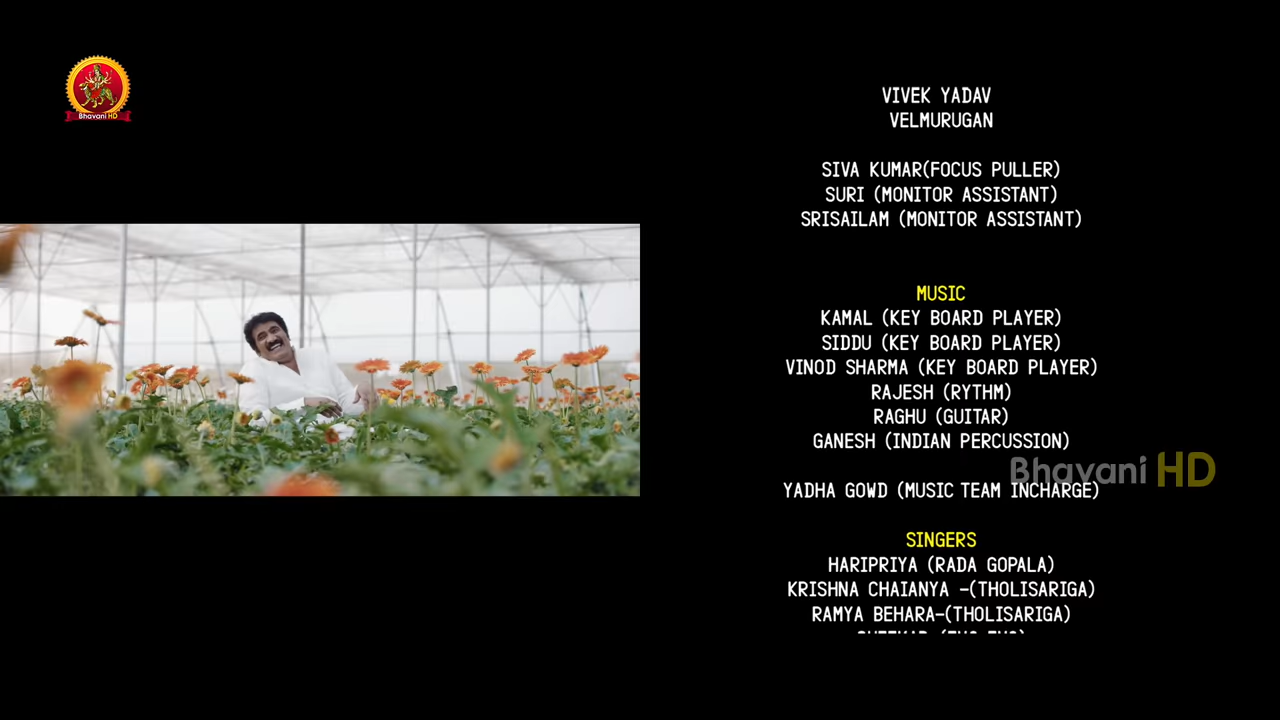 Bhavani HD
VIVEK YADAV
VELMURUGAN
SIVA KUMAR(FOCUS PULLER)
SURI (MONITOR ASSISTANT)
SRISAILAM (MONITOR ASSISTANT)
MUSIC
KAMAL (KEY BOARD PLAYER)
SIDDU (KEY BOARD PLAYER)
VINOD SHARMA (KEY BOARD PLAYER)
RAJESH (RYTHM)
RAGHU (GUITAR)
GANESH (INDIAN PERCUSSION)
Bhavani HD
YADHA GOWD (MUSIC TEAM INCHARGE)
SINGERS
HARIPRIYA (RADA GOPALA)
KRISHNA CHAIANYA -(THOLISARIGA)
RAMYA BEHARA-(THOLISARIGA)